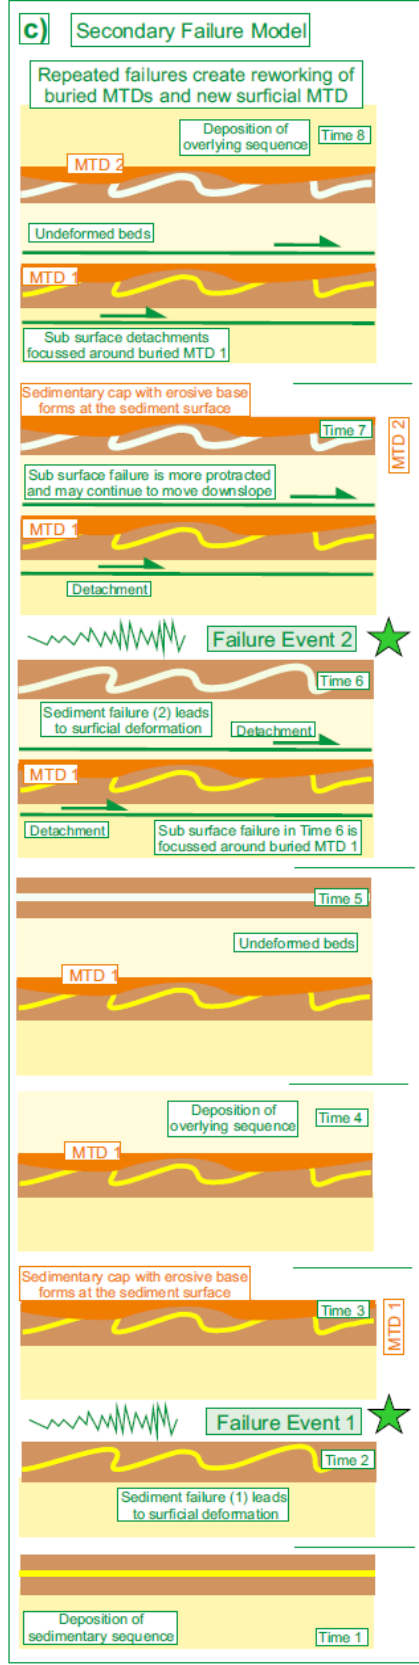 c) Secondary Failure Model
Repeated failures create reworking of
buried MTDs and new surficial MTD
Deposition of
overlying sequence
Time 8
MTD 2
Undeformed beds
MTD 1
Sub surface detachments
focussed around buried MTD 1
Sedimentary cap with erosive base
forms at the sediment surface
Time 7
MTD 2
Sub surface failure is more protracted
and may continue to move downslope
MTD 1
Detachment
Failure Event 2
Time 6
Sediment failure (2) leads
to surficial deformation
Detachment
MTD 1
Detachment
Sub surface failure in Time 6 is
focussed around buried MTD 1
Time 5
Undeformed beds
MTD 1
Deposition of
overlying sequence
Time 4
MTD 1
Sedimentary cap with erosive base
forms at the sediment surface
Time 3
MTD 1
Failure Event 1
Time 2
Sediment failure (1) leads
to surficial deformation
Deposition of
sedimentary sequence
Time 1